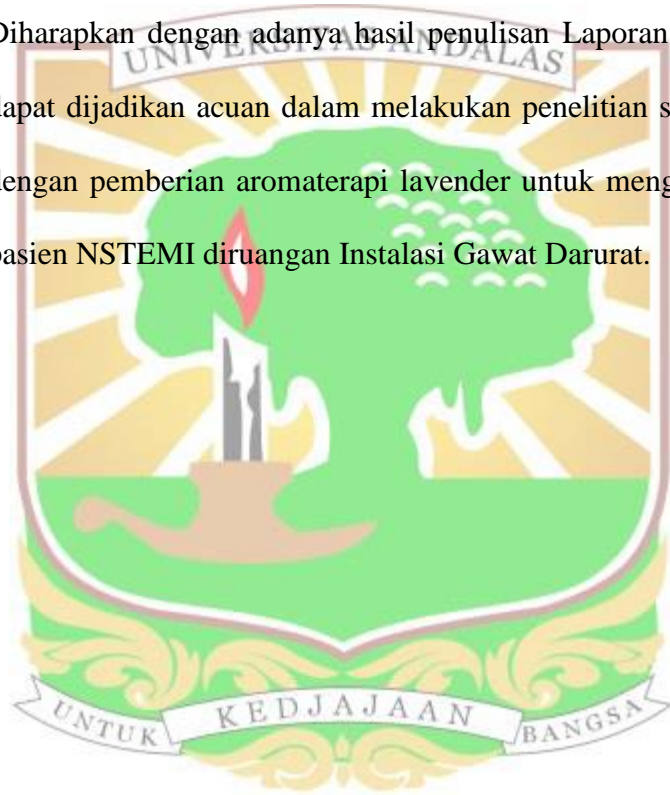 Diharapkan dengan adanya hasil penulisan Laporan
UNIVERSITAS ANDALAS
dapat dijadikan acuan dalam melakukan penelitian
dengan pemberian aromaterapi lavender untuk
pasien NSTEMI diruangan Instalasi Gawat Darurat.
UNTUK KEDJAJAAN BANGSA